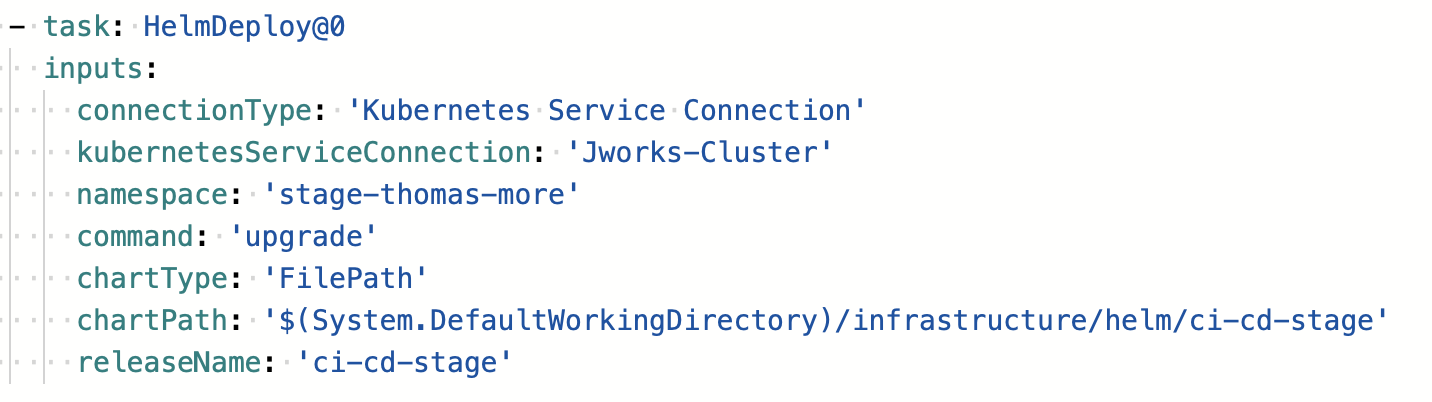 - task: HelmDeploy@0
  inputs:
    connectionType: 'Kubernetes Service Connection'
    kubernetesServiceConnection: 'Jworks-Cluster'
    namespace: 'stage-thomas-more'
    command: 'upgrade'
    chartType: 'FilePath'
    chartPath: '$(System.DefaultWorkingDirectory)/infrastructure/helm/ci-cd-stage'
    releaseName: 'ci-cd-stage'